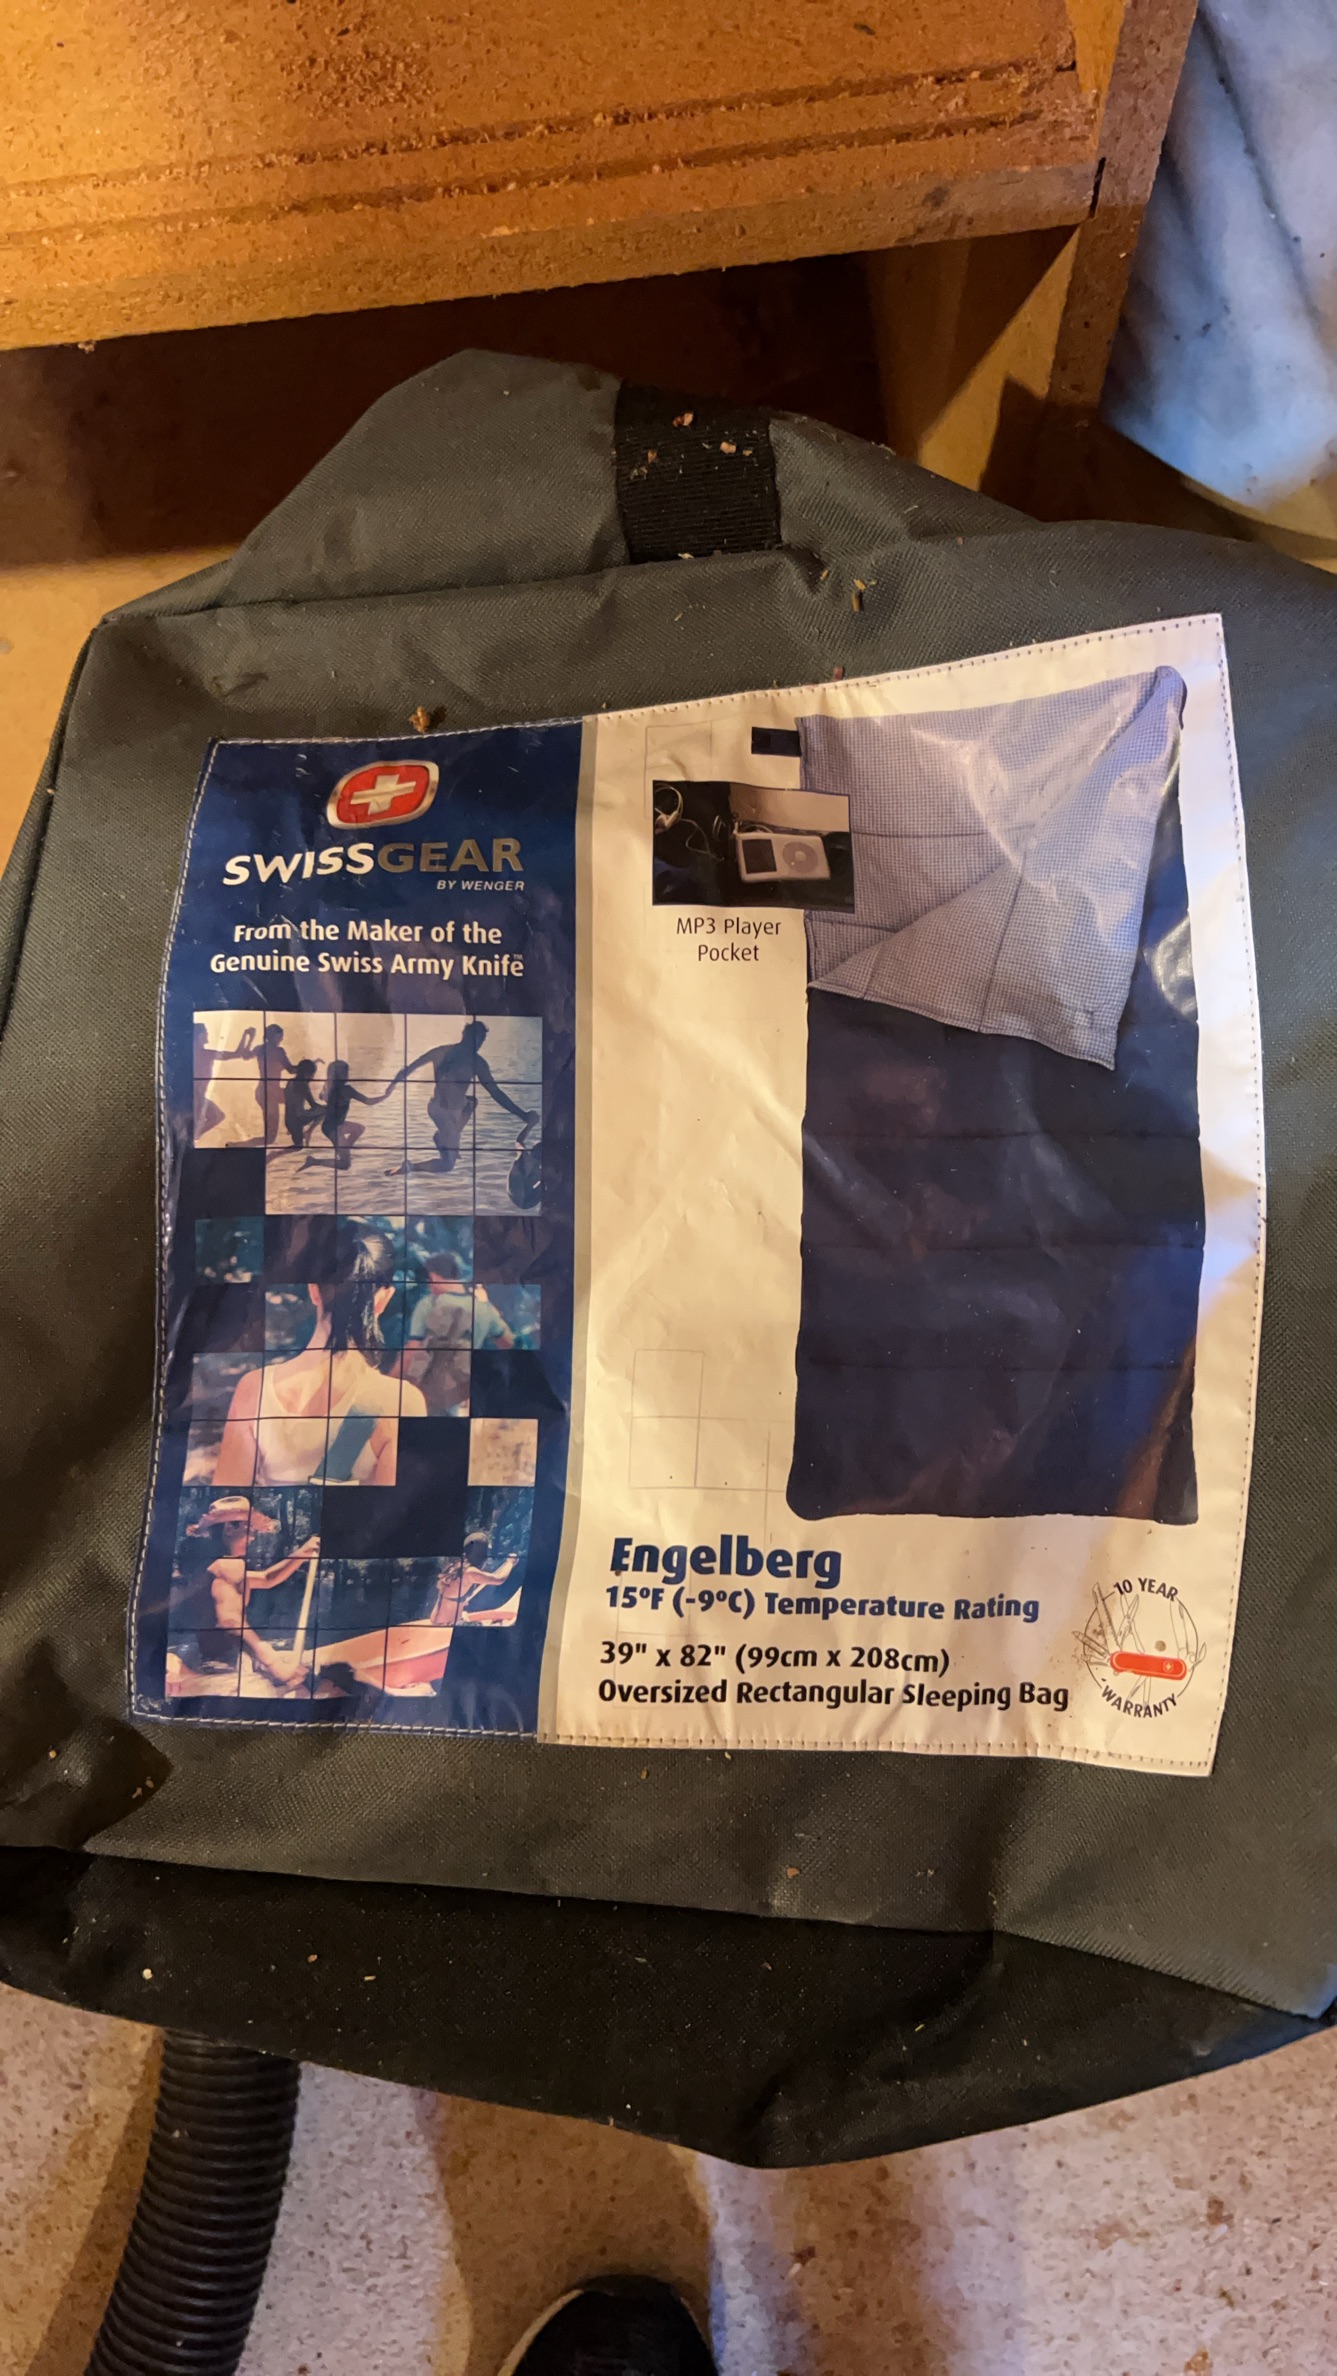 SWISSGEAR
BY WENGER
From the Maker of the
Genuine Swiss Army Knife™
MP3 Player
Pocket
Engelberg
15°F (-9°C) Temperature Rating
39" x 82" (99cm x 208cm)
Oversized Rectangular Sleeping Bag
10 YEAR
WARRANTY